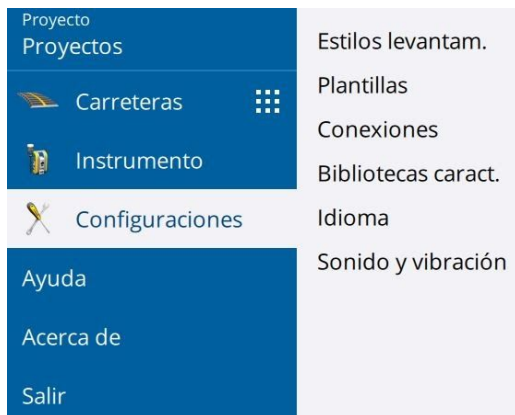 Proyecto
Proyectos
Carreteras
Instrumento
Configuraciones
Ayuda
Acerca de
Salir
Estilos levantam.
Plantillas
Conexiones
Bibliotecas caract.
Idioma
Sonido y vibración